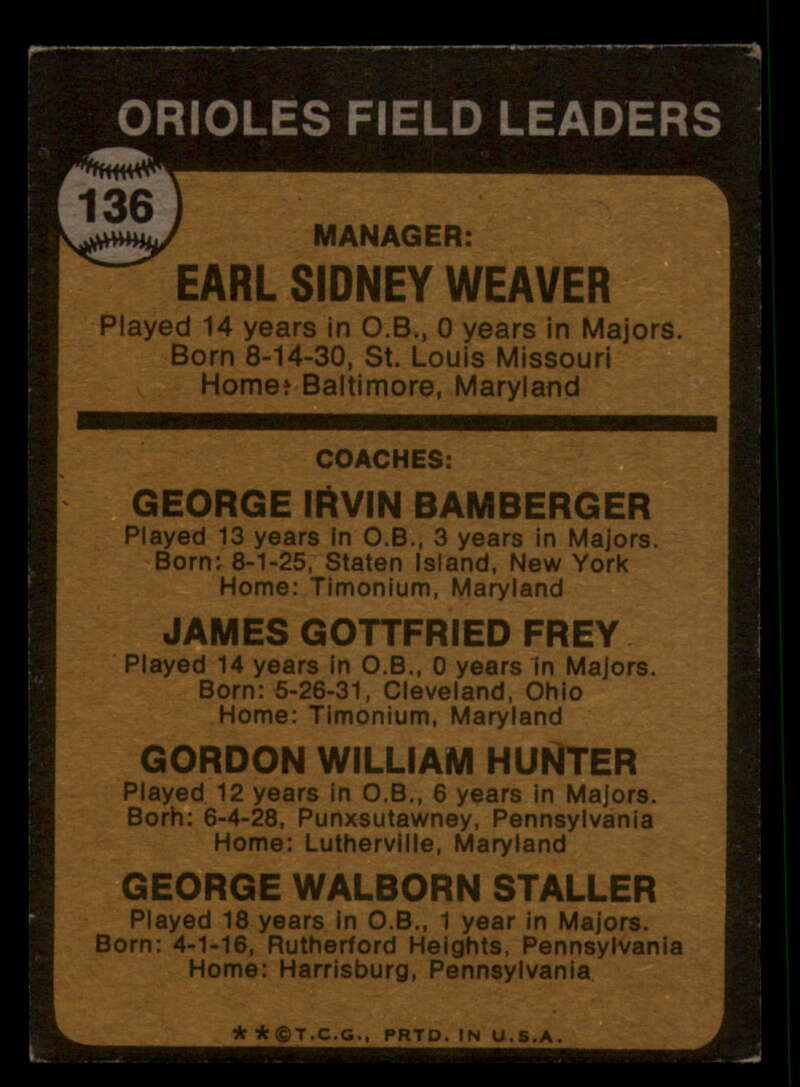 ORIOLES FIELD LEADERS
136
MANAGER:
EARL SIDNEY WEAVER
Played 14 years in O.B., 0 years in Majors.
Born 8-14-30, St. Louis Missouri
Home: Baltimore, Maryland
COACHES:
GEORGE IRVIN BAMBERGER
Played 13 years in O.B., 3 years in Majors.
Born: 8-1-25, Staten Island, New York
Home: Timonium, Maryland
JAMES GOTTFRIED FREY
Played 14 years in O.B., 0 years in Majors.
Born: 5-26-31, Cleveland, Ohio
Home: Timonium, Maryland
GORDON WILLIAM HUNTER
Played 12 years in O.B., 6 years in Majors.
Borh: 6-4-28, Punxsutawney, Pennsylvania
Home: Lutherville, Maryland
GEORGE WALBORN STALLER
Played 18 years in O.B., 1 year in Majors.
Born: 4-1-16, Rutherford Heights, Pennsylvania
Home: Harrisburg, Pennsylvania
**©T.C.G., PRTD. IN U.S.A.